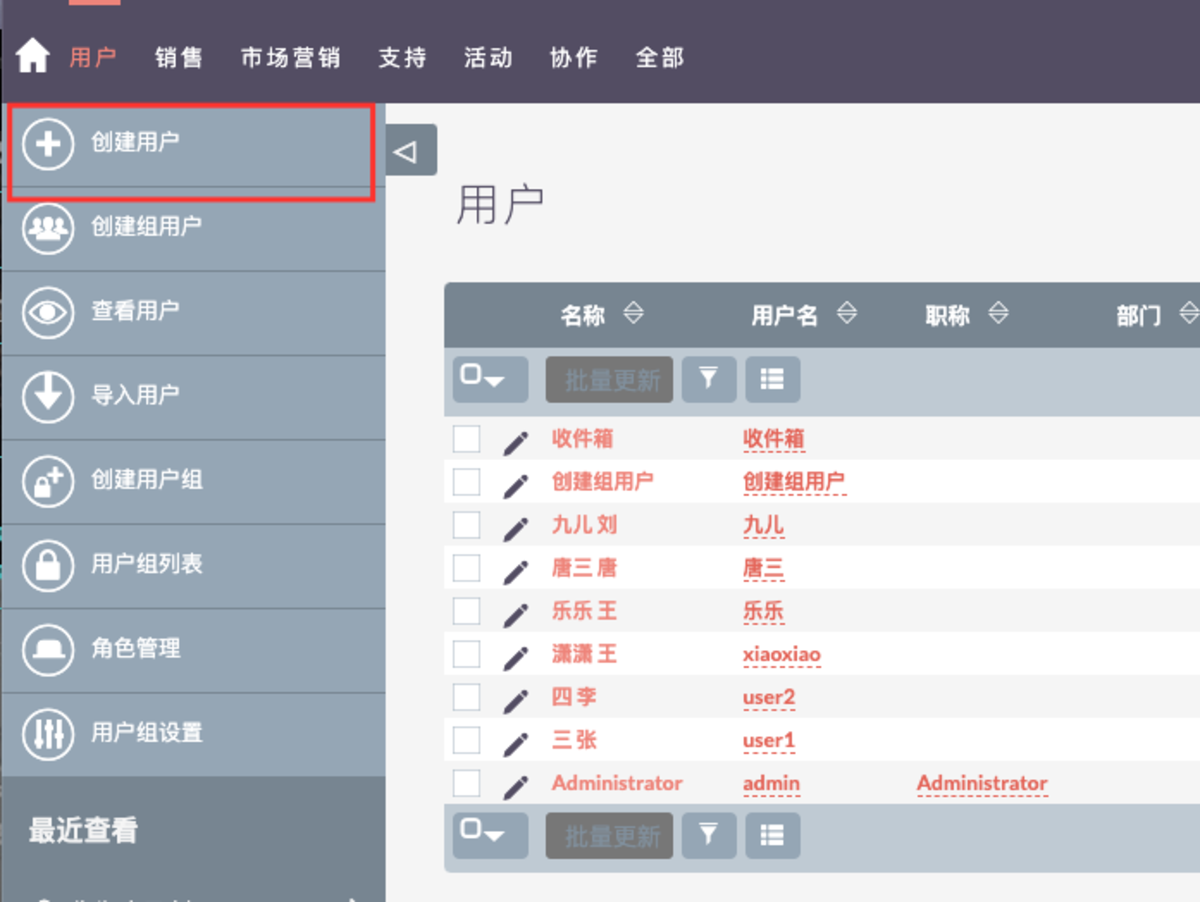 用户 销售 市场营销 支持 活动 协作 全部
创建用户
创建组用户
查看用户
导入用户
创建用户组
用户组列表
角色管理
用户组设置
最近查看
用户
名称 用户名 职称 部门
批量更新
收件箱 收件箱
创建组用户 创建组用户
九儿 刘 九儿
唐三 唐 唐三
乐乐 王 乐乐
潇潇 王 xiaoxiao
四 李 user2
三 张 user1
Administrator admin Administrator
批量更新